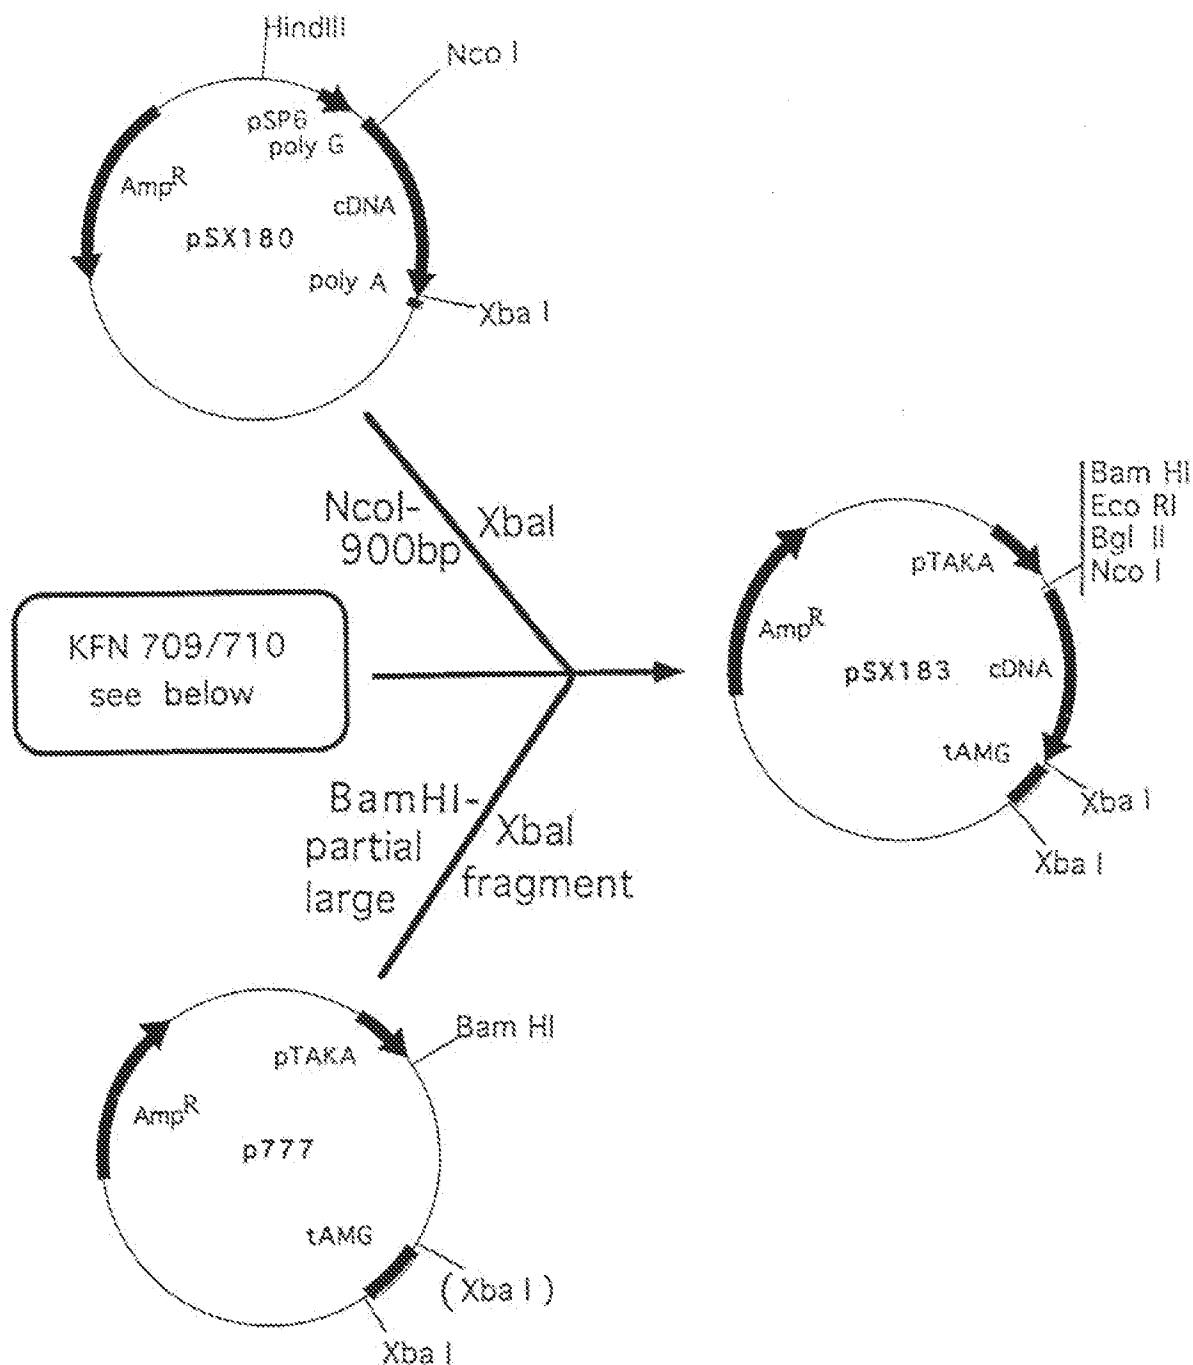 HindIII
Nco I
pSP6
poly G
Amp^R
cDNA
pSX180
poly A
Xba I
NcoI-
900bp
XbaI
KFN 709/710
see below
BamHI-
partial
large
XbaI
fragment
Bam HI
Eco RI
Bgl II
Nco I
pTAKA
Amp^R
pSX183
cDNA
tAMG
Xba I
Xba I
Bam HI
pTAKA
Amp^R
p777
tAMG
(Xba I)
Xba I